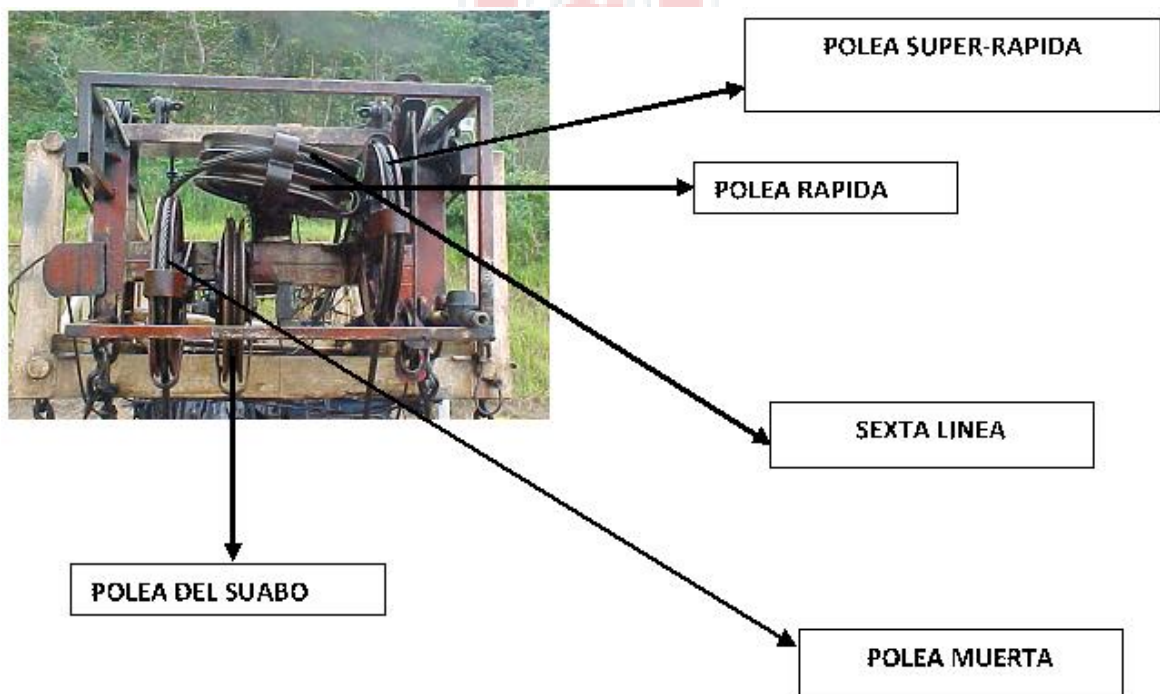 POLEA SUPER-RAPIDA
POLEA RAPIDA
SEXTA LINEA
POLEA DEL SUABO
POLEA MUERTA